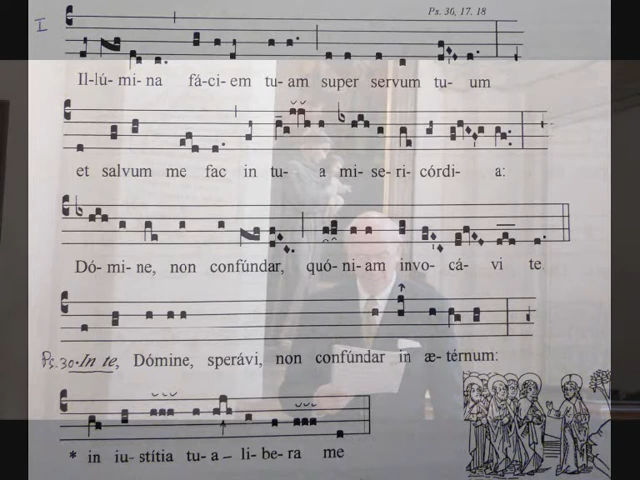 Ps. 36, 17. 18
I
Il-lú- mi- na fá-ci- em tu- am super servum tu- um
et salvum me fac in tu- a mi- se- ri- córdi- a:
Dó- mi- ne, non confúndar, quó- ni- am invo- cá- vi te
Ps. 30. In te, Dómine, sperávi, non confúndar in æ- térnum:
* in iu- stítia tu- a – li- be- ra me